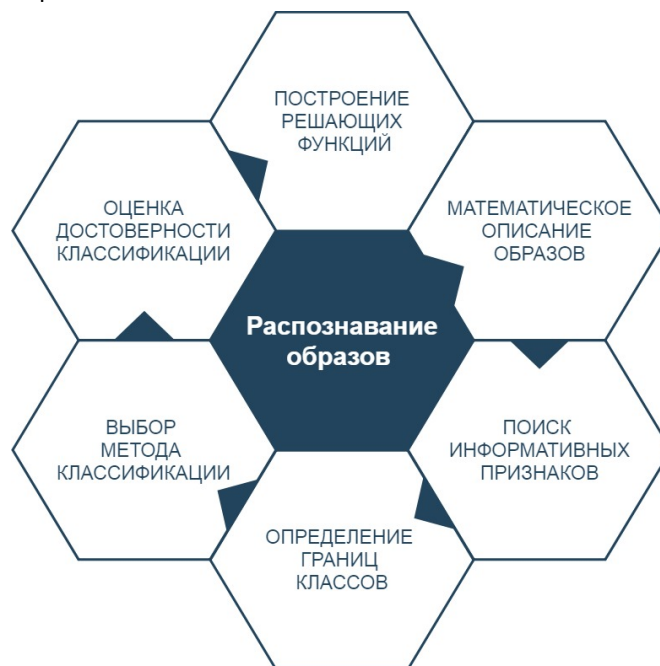 ПОСТРОЕНИЕ
РЕШАЮЩИХ
ФУНКЦИЙ
МАТЕМАТИЧЕСКОЕ
ОПИСАНИЕ
ОБРАЗОВ
ОЦЕНКА
ДОСТОВЕРНОСТИ
КЛАССИФИКАЦИИ
Распознавание
образов
ПОИСК
ИНФОРМАТИВНЫХ
ПРИЗНАКОВ
ВЫБОР
МЕТОДА
КЛАССИФИКАЦИИ
ОПРЕДЕЛЕНИЕ
ГРАНИЦ
КЛАССОВ